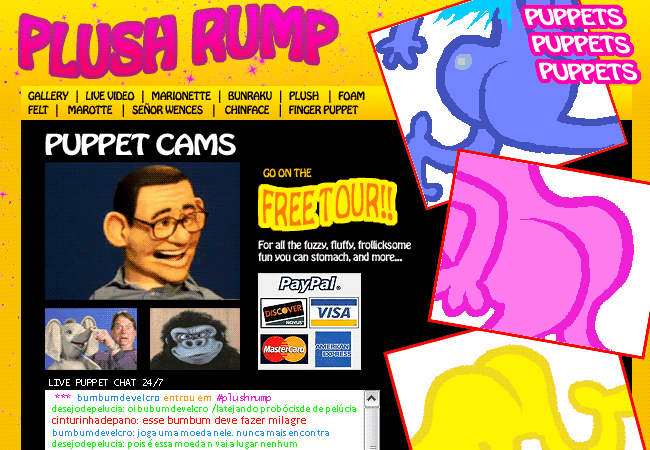 PLUSH RUMP
PUPPETS
PUPPETS
PUPPETS
GALLERY | LIVE VIDEO | MARIONETTE | BUNRAKU | PLUSH | FOAM
FELT | MAROTTE | SEÑOR WENCES | CHINFACE | FINGER PUPPET
PUPPET CAMS
GO ON THE
FREE TOUR!!
For all the fuzzy, fluffy, frollicksome
fun you can stomach, and more...
PayPal
DISCOVER
NOVUS
VISA
MasterCard
AMERICAN
EXPRESS
LIVE PUPPET CHAT 24/7
*** bumbumdevelcro entrou em #plushrump
desejodepelucia: oi bubumdevelcro /latejando probócisde de pelúcia
cinturinhadepano: esse bumbum deve fazer milagre
bumbumdevelcro: joga uma moeda nele. nunca mais encontra
desejodepelucia: pois é essa moeda n vai a lugar nenhum